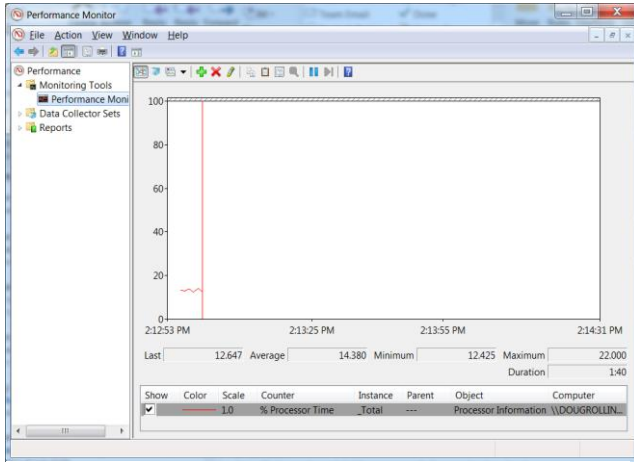 Performance Monitor
File Action View Window Help
Performance
Monitoring Tools
Performance Moni
Data Collector Sets
Reports
100
80
60
40
20
0
2:12:53 PM 2:13:25 PM 2:13:55 PM 2:14:31 PM
Last 12.647 Average 14.380 Minimum 12.425 Maximum 22.000
Duration 1:40
Show Color Scale Counter Instance Parent Object Computer
1.0 % Processor Time _Total --- Processor Information \\DOUGROLLIN...